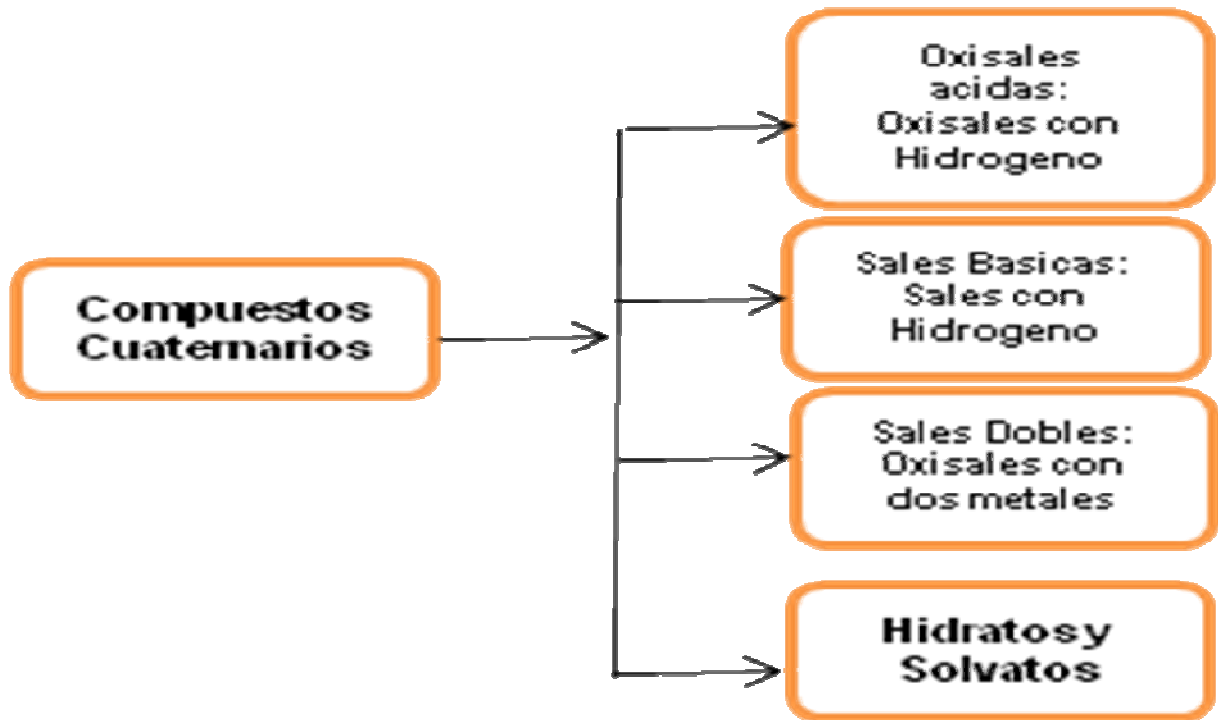 Compuestos
Cuaternarios
Oxisales
acidas:
Oxisales con
Hidrogeno
Sales Basicas:
Sales con
Hidrogeno
Sales Dobles:
Oxisales con
dos metales
Hidratos y
Solvatos